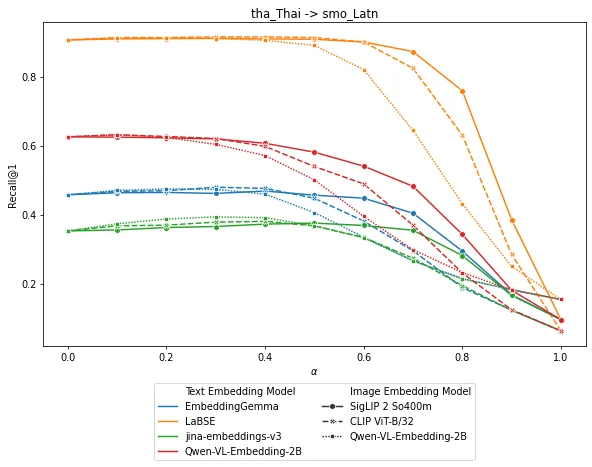 tha_Thai -> smo_Latn
Recall@1
0.8
0.6
0.4
0.2
0.0 0.2 0.4 0.6 0.8 1.0
α
Text Embedding Model Image Embedding Model
EmbeddingGemma SigLIP 2 So400m
LaBSE CLIP ViT-B/32
jina-embeddings-v3 Qwen-VL-Embedding-2B
Qwen-VL-Embedding-2B